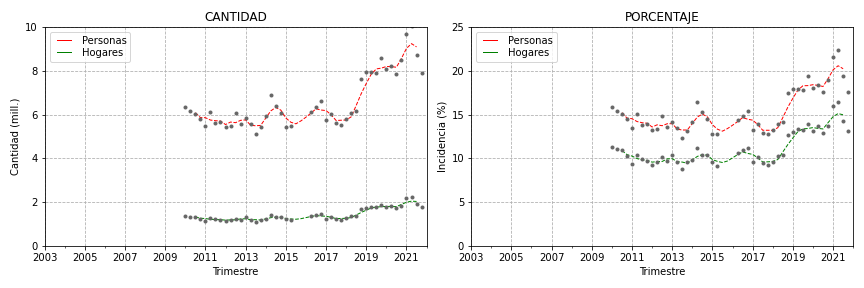 CANTIDAD
10
8
6
4
2
0
Cantidad (mill.)
Personas
Hogares
2003 2005 2007 2009 2011 2013 2015 2017 2019 2021
Trimestre
PORCENTAJE
25
20
15
10
5
0
Incidencia (%)
Personas
Hogares
2003 2005 2007 2009 2011 2013 2015 2017 2019 2021
Trimestre